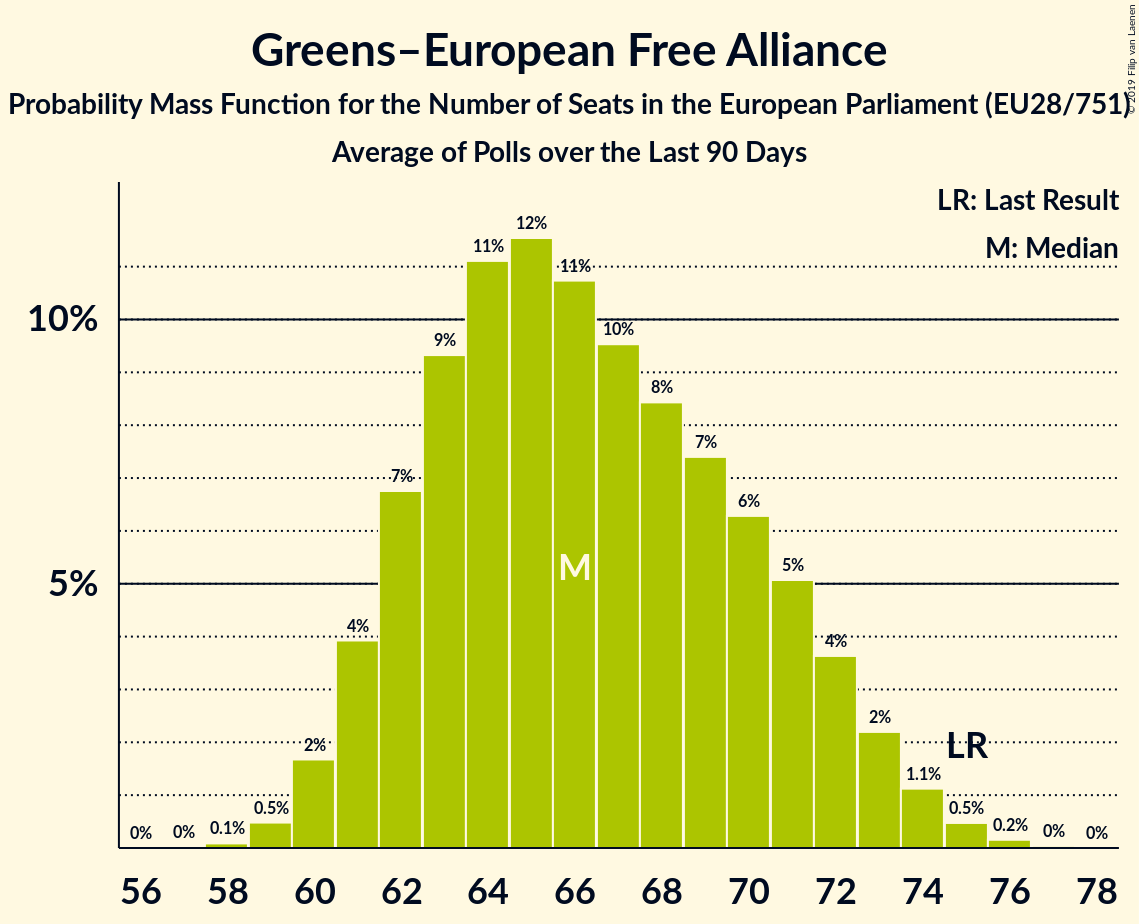 Greens–European Free Alliance
Probability Mass Function for the Number of Seats in the European Parliament (EU28/751)
Average of Polls over the Last 90 Days
© 2019 Filip van Laenen
LR: Last Result
M: Median
10%
5%
0%
0%
0.1%
0.5%
2%
4%
7%
9%
11%
12%
11%
10%
8%
7%
6%
5%
4%
2%
1.1%
0.5%
0.2%
0%
0%
M
LR
56 58 60 62 64 66 68 70 72 74 76 78